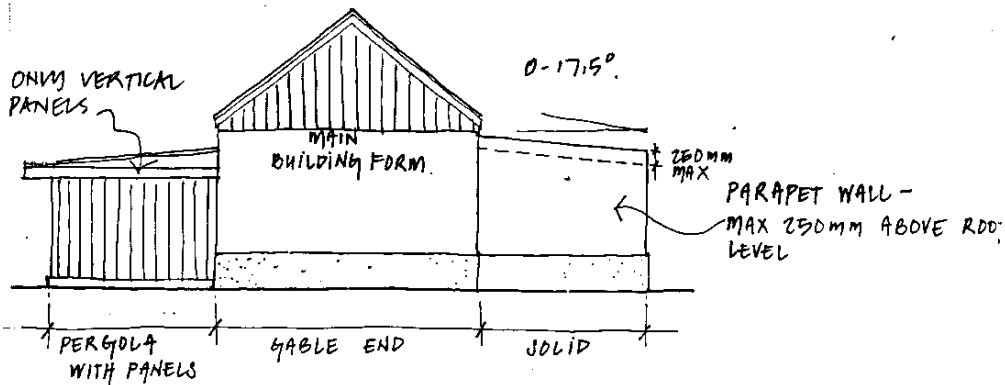 ONLY VERTICAL
PANELS
0-17,5°.
MAIN
BUILDING FORM.
250mm
MAX
PARAPET WALL -
MAX 250mm ABOVE ROOF
LEVEL
PERGOLA
WITH PANELS
GABLE END
SOLID